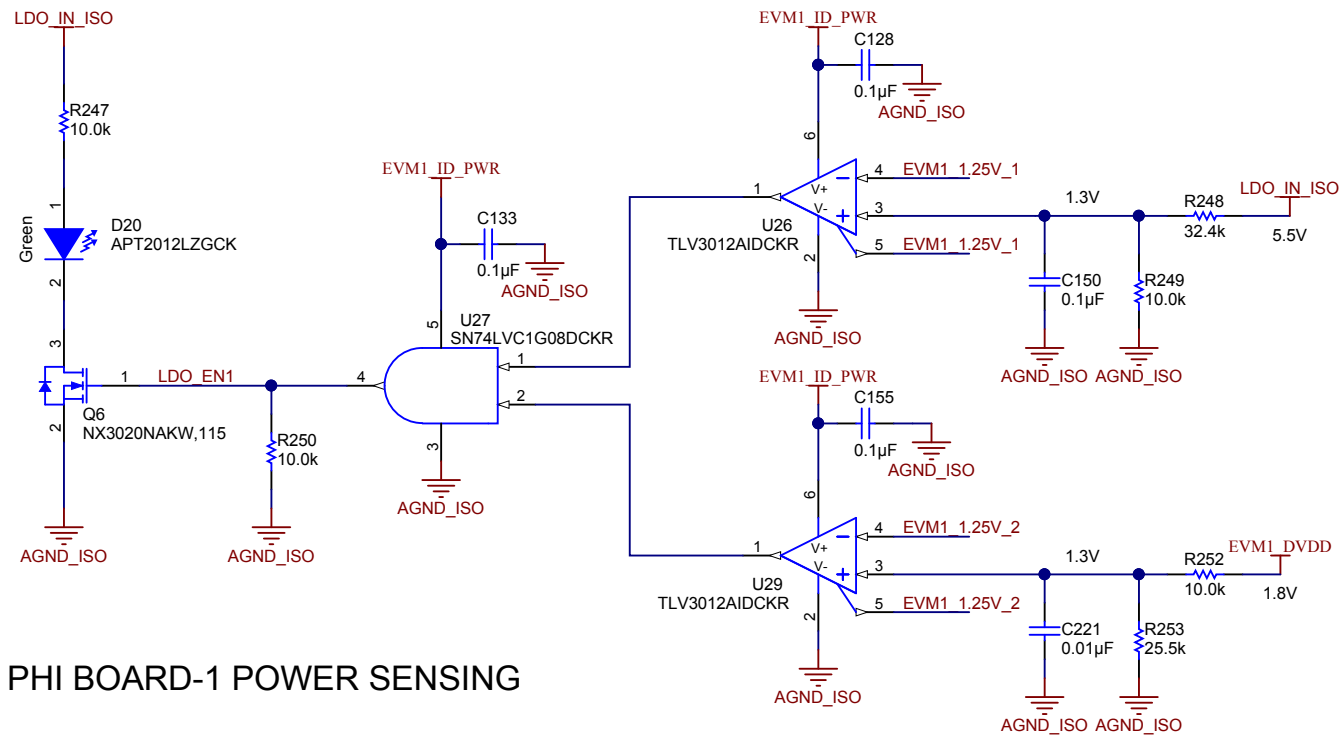 LDO_IN_ISO
R247
10.0k
1
Green
D20
APT2012LZGCK
2
3
1
LDO_EN1
Q6
NX3020NAKW,115
2
AGND_ISO
R250
10.0k
AGND_ISO
EVM1_ID_PWR
C133
0.1µF
AGND_ISO
5
U27
SN74LVC1G08DCKR
4
1
2
3
AGND_ISO
EVM1_ID_PWR
C128
0.1µF
AGND_ISO
6
1
V+
V-
4
EVM1_1.25V_1
3
U26
TLV3012AIDCKR
5
EVM1_1.25V_1
2
AGND_ISO
1.3V
R248
32.4k
LDO_IN_ISO
5.5V
C150
0.1µF
R249
10.0k
AGND_ISO
AGND_ISO
EVM1_ID_PWR
C155
0.1µF
AGND_ISO
6
1
V+
V-
4
EVM1_1.25V_2
3
U29
TLV3012AIDCKR
5
EVM1_1.25V_2
2
AGND_ISO
1.3V
R252
10.0k
EVM1_DVDD
1.8V
C221
0.01µF
R253
25.5k
AGND_ISO
AGND_ISO
PHI BOARD-1 POWER SENSING